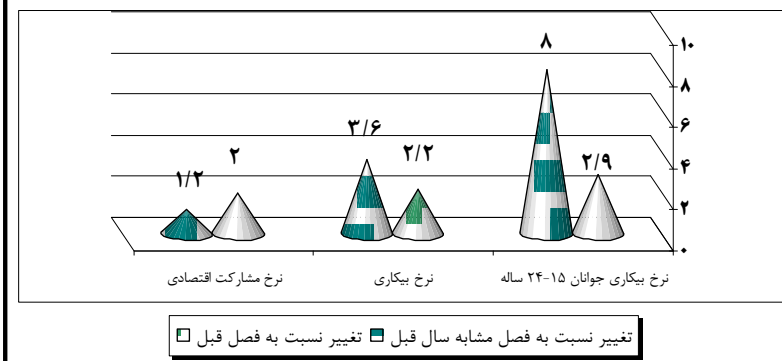 ۱۰
۸
۶
۴
۲
۰
۸
۲/۹
۳/۶
۲/۲
۱/۲
۲
نرخ بیکاری جوانان ۱۵-۲۴ ساله
نرخ بیکاری
نرخ مشارکت اقتصادی
تغییر نسبت به فصل مشابه سال قبل
تغییر نسبت به فصل قبل